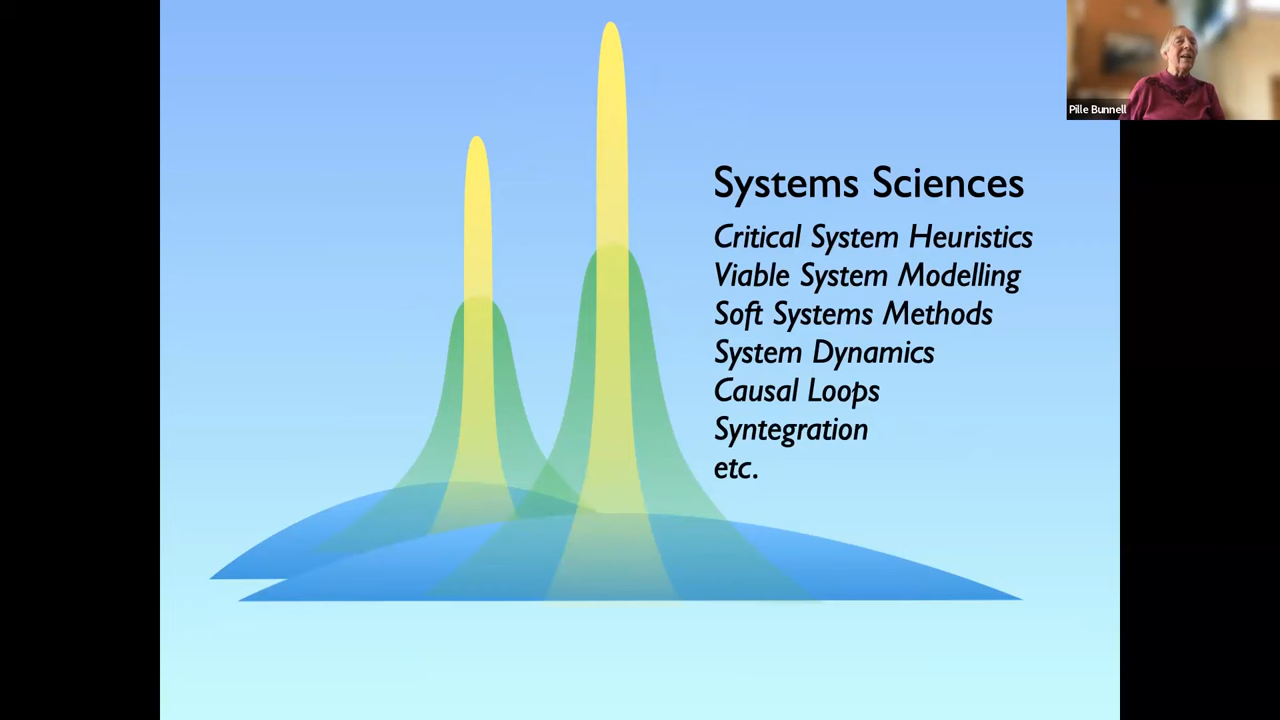 Pille Bunnell
Systems Sciences
Critical System Heuristics
Viable System Modelling
Soft Systems Methods
System Dynamics
Causal Loops
Syntegration
etc.